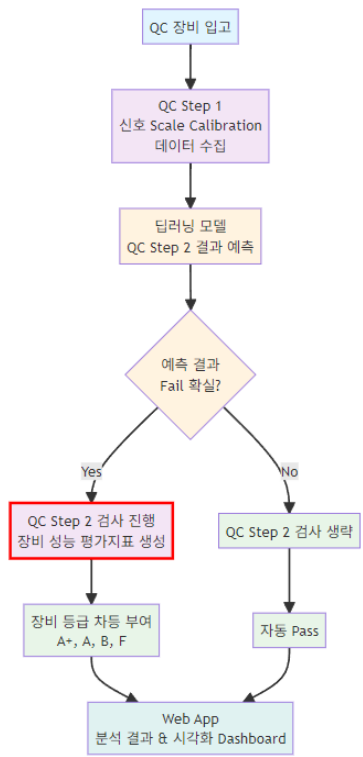 QC 장비 입고
QC Step 1
신호 Scale Calibration
데이터 수집
딥러닝 모델
QC Step 2 결과 예측
예측 결과
Fail 확실?
Yes
No
QC Step 2 검사 진행
장비 성능 평가지표 생성
QC Step 2 검사 생략
장비 등급 차등 부여
A+, A, B, F
자동 Pass
Web App
분석 결과 & 시각화 Dashboard